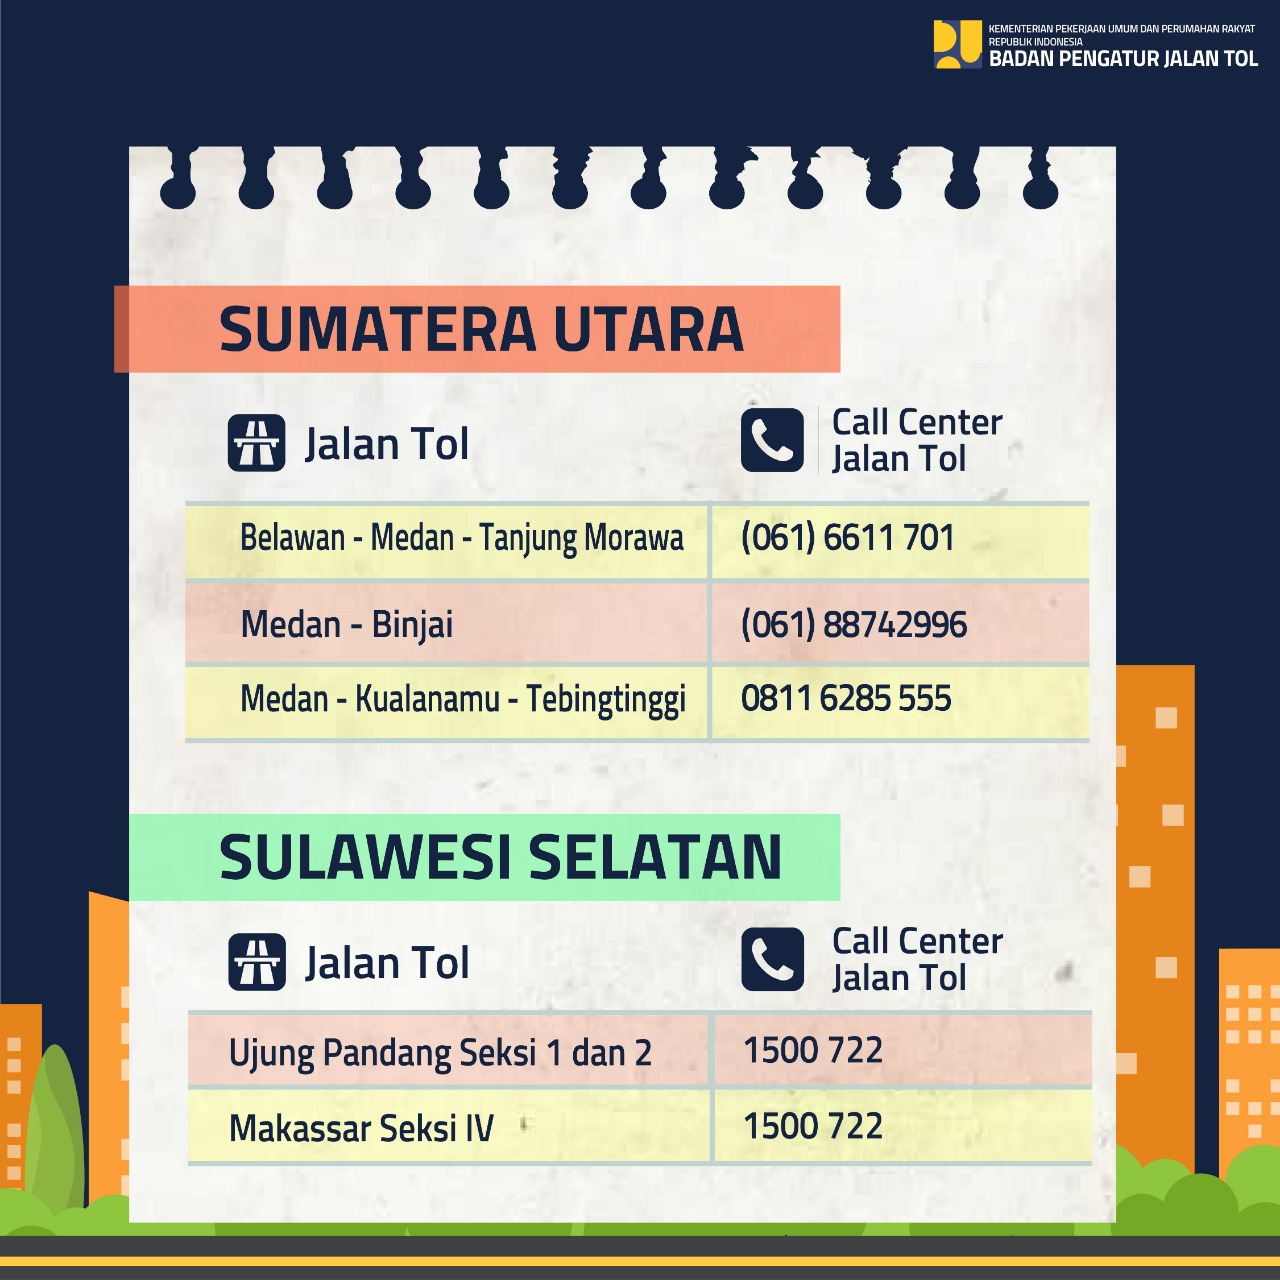 KEMENTERIAN PEKERJAAN UMUM DAN PERUMAHAN RAKYAT
REPUBLIK INDONESIA
BADAN PENGATUR JALAN TOL
SUMATERA UTARA
Jalan Tol
Call Center
Jalan Tol
Belawan - Medan - Tanjung Morawa (061) 6611 701
Medan - Binjai (061) 88742996
Medan - Kualanamu - Tebingtinggi 0811 6285 555
SULAWESI SELATAN
Jalan Tol
Call Center
Jalan Tol
Ujung Pandang Seksi 1 dan 2 1500 722
Makassar Seksi IV 1500 722